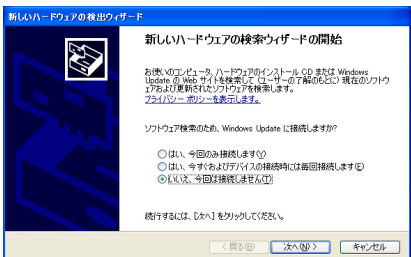 新しいハードウェアの検出ウィザード
新しいハードウェアの検索ウィザードの開始
お使いのコンピュータ、ハードウェアのインストール CD または Windows
Update の Web サイトを検索して (ユーザーの了解のもとに) 現在のソフトウ
ェアおよび更新されたソフトウェアを検索します。
プライバシー ポリシーを表示します。
ソフトウェア検索のため、Windows Update に接続しますか?
はい、今回のみ接続します(Y)
はい、今すぐおよびデバイスの接続時には毎回接続します(E)
いいえ、今回は接続しません(T)
続行するには、[次へ] をクリックしてください。
< 戻る(B) 次へ(N) > キャンセル